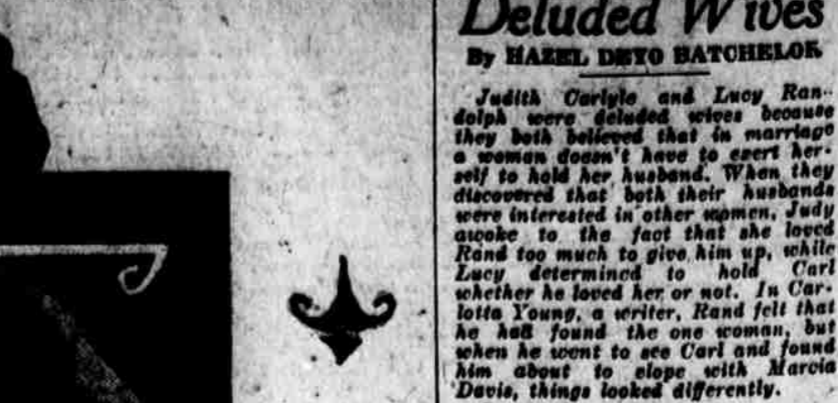 Deluded Wives
By HAZEL DEYO BATCHELOR
Judith Carlyle and Lucy Ran-
dolph were deluded wives because
they both believed that in marriage
a woman doesn't have to exert her-
self to hold her husband. When they
discovered that both their husbands
were interested in other women, Judy
awoke to the fact that she loved
Rand too much to give him up, while
Lucy determined to hold Carl
whether he loved her or not. In Car-
lotta Young, a writer, Rand felt that
he had found the one woman, but
when he went to see Carl and found
him about to elope with Marcia
Davis, things looked differently.